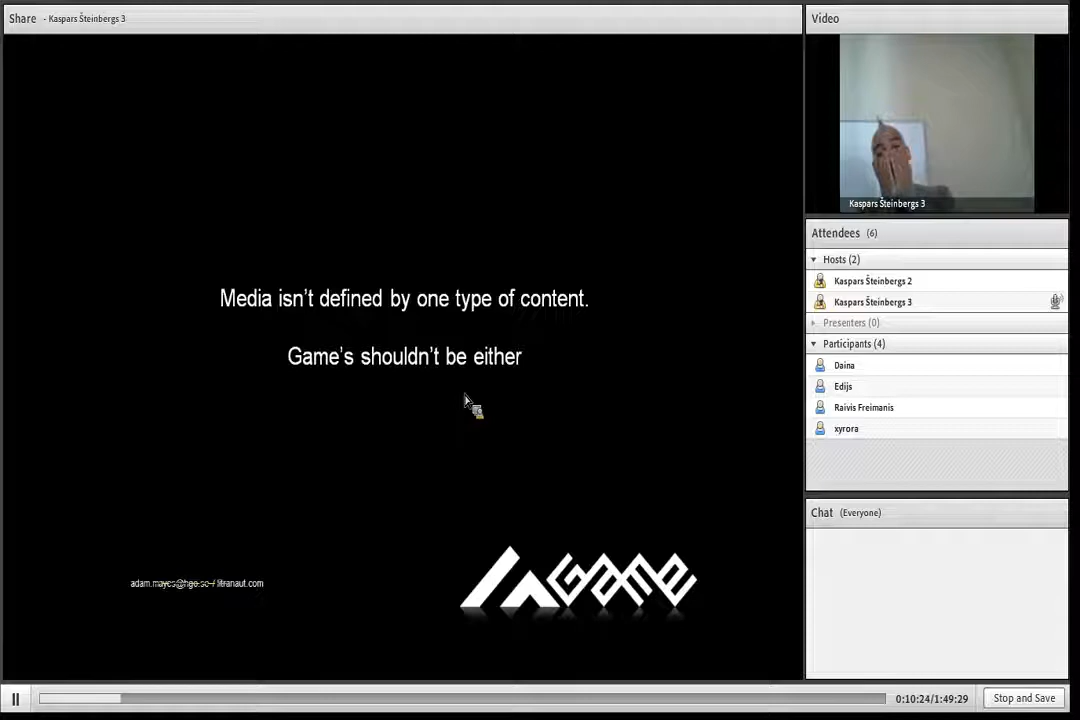 Share - Kaspars Šteinbergs 3
Video
Kaspars Šteinbergs 3
Attendees (6)
Hosts (2)
Kaspars Šteinbergs 2
Kaspars Šteinbergs 3
Presenters (0)
Participants (4)
Daina
Edijs
Raivis Freimanis
xyrora
Media isn't defined by one type of content.
Game's shouldn't be either
GAME
Chat (Everyone)
0:10:24/1:49:29
Stop and Save